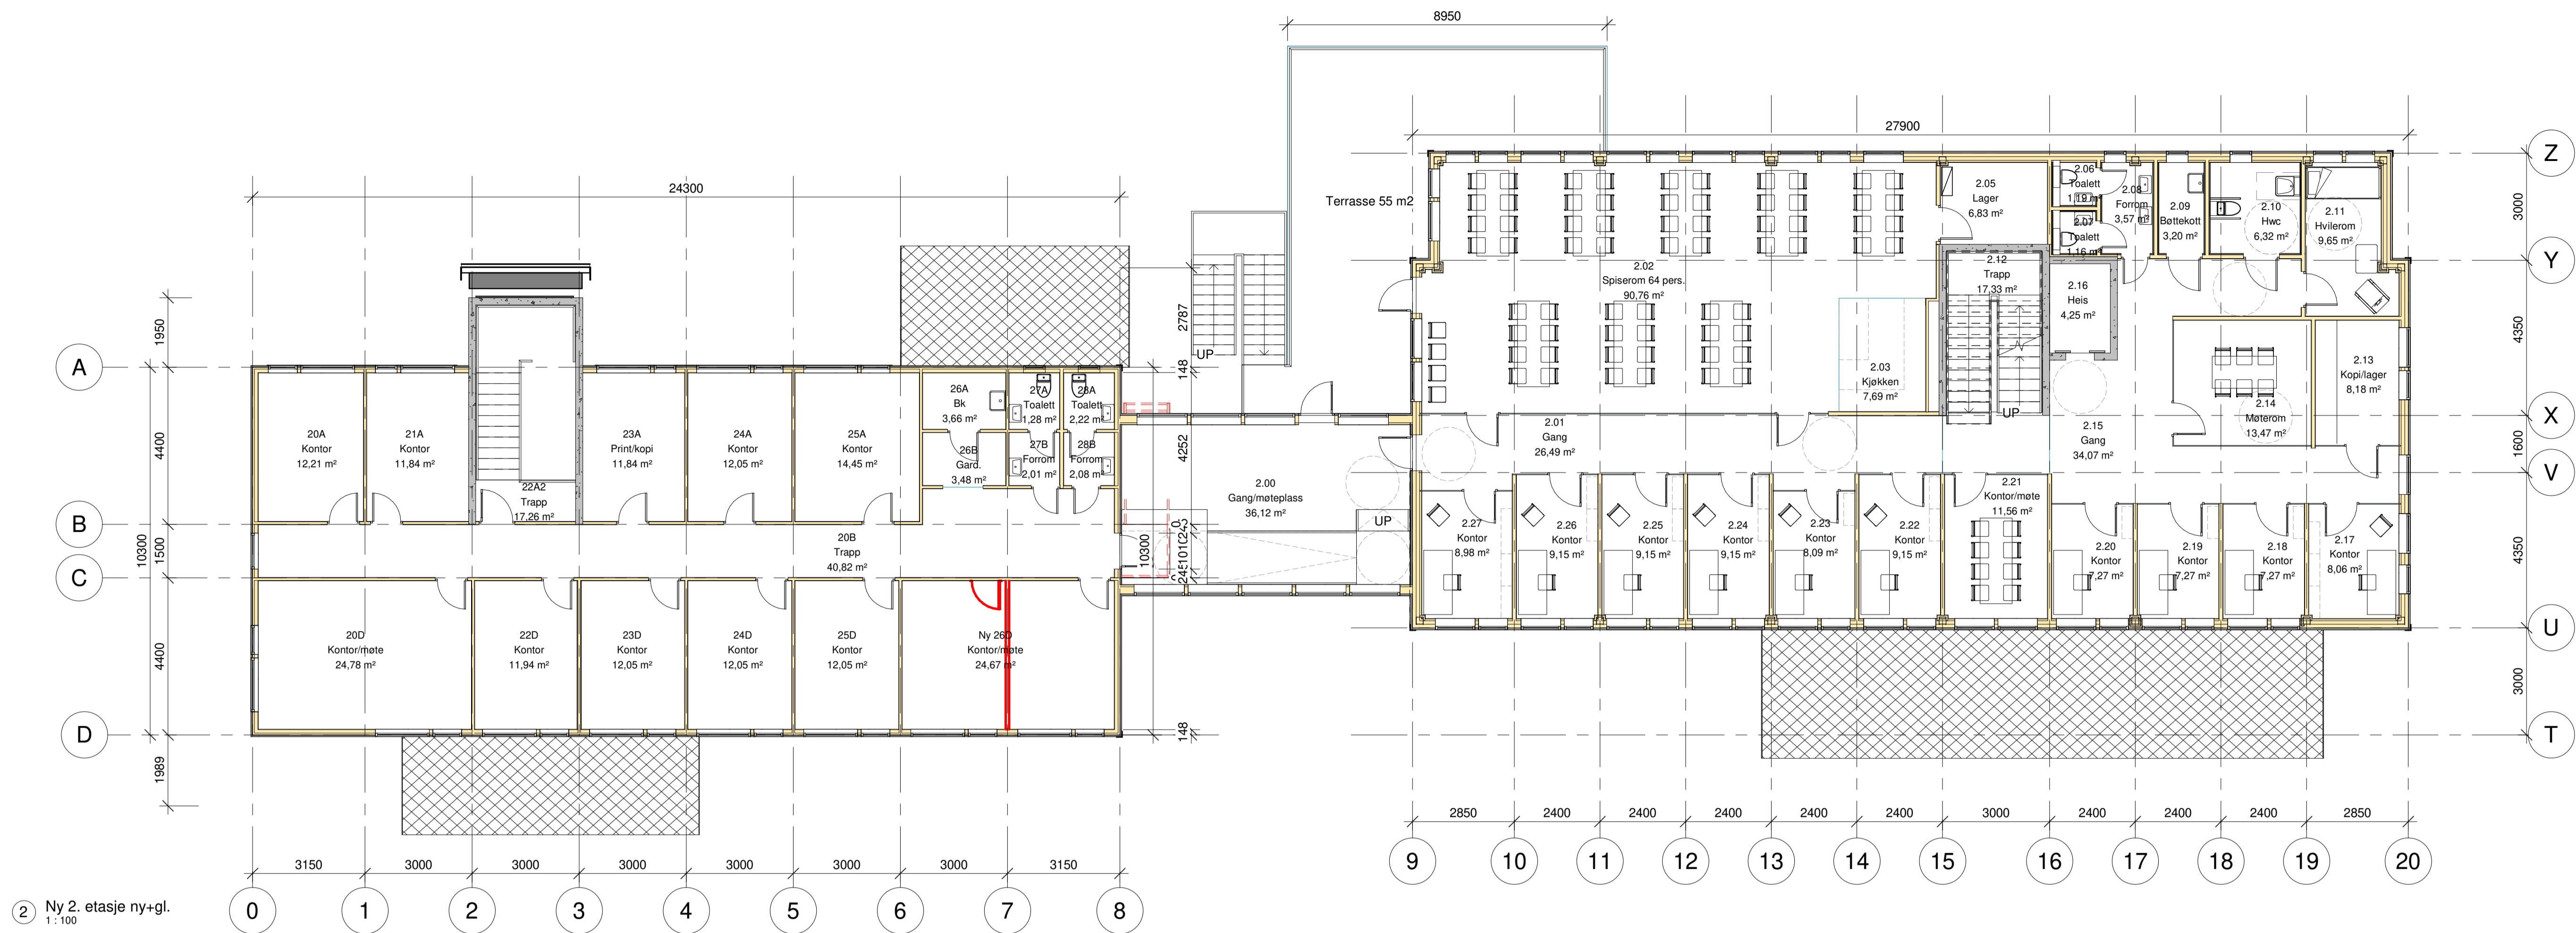 8950
27900
24300
Terrasse 55 m2
Z
Y
X
V
U
T
3000
4350
1600
4350
3000
A
B
C
D
1950
4400
1500
4400
1989
10300
20A
Kontor
12,21 m²
21A
Kontor
11,84 m²
22A2
Trapp
17,26 m²
23A
Print/kopi
11,84 m²
24A
Kontor
12,05 m²
25A
Kontor
14,45 m²
26A
Bk
3,66 m²
26B
Gard.
3,48 m²
27A
Toalett
1,28 m²
27B
Forrom
2,01 m²
28A
Toalett
2,22 m²
28B
Forrom
2,08 m²
20B
Trapp
40,82 m²
20D
Kontor/møte
24,78 m²
22D
Kontor
11,94 m²
23D
Kontor
12,05 m²
24D
Kontor
12,05 m²
25D
Kontor
12,05 m²
Ny 26D
Kontor/møte
24,67 m²
2787
148
4252
10300
148
UP
2.00
Gang/møteplass
36,12 m²
UP
2.01
Gang
26,49 m²
2.02
Spiserom 64 pers.
90,76 m²
2.03
Kjøkken
7,69 m²
2.05
Lager
6,83 m²
2.06
Toalett
1,19 m²
2.07
Toalett
1,16 m²
2.08
Forrom
3,57 m²
2.09
Bøttekott
3,20 m²
2.10
Hwc
6,32 m²
2.11
Hvilerom
9,65 m²
2.12
Trapp
17,33 m²
UP
2.16
Heis
4,25 m²
2.13
Kopi/lager
8,18 m²
2.14
Møterom
13,47 m²
2.15
Gang
34,07 m²
2.27
Kontor
8,98 m²
2.26
Kontor
9,15 m²
2.25
Kontor
9,15 m²
2.24
Kontor
9,15 m²
2.23
Kontor
8,09 m²
2.22
Kontor
9,15 m²
2.21
Kontor/møte
11,56 m²
2.20
Kontor
7,27 m²
2.19
Kontor
7,27 m²
2.18
Kontor
7,27 m²
2.17
Kontor
8,06 m²
2850 2400 2400 2400 2400 2400 3000 2400 2400 2400 2850
9 10 11 12 13 14 15 16 17 18 19 20
3150 3000 3000 3000 3000 3000 3000 3150
0 1 2 3 4 5 6 7 8
2 Ny 2. etasje ny+gl.
1 : 100